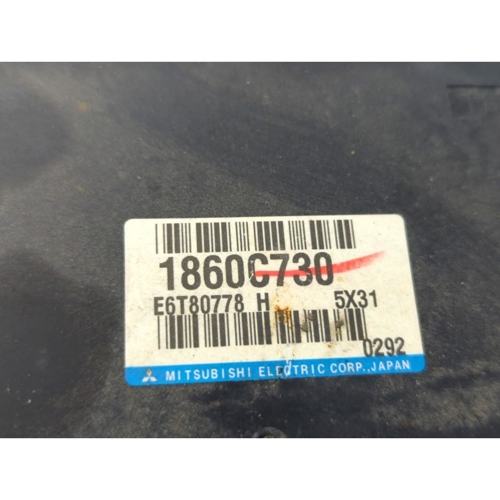 1860C730
E6T80778 H 5X31
0292
MITSUBISHI ELECTRIC CORP.,JAPAN